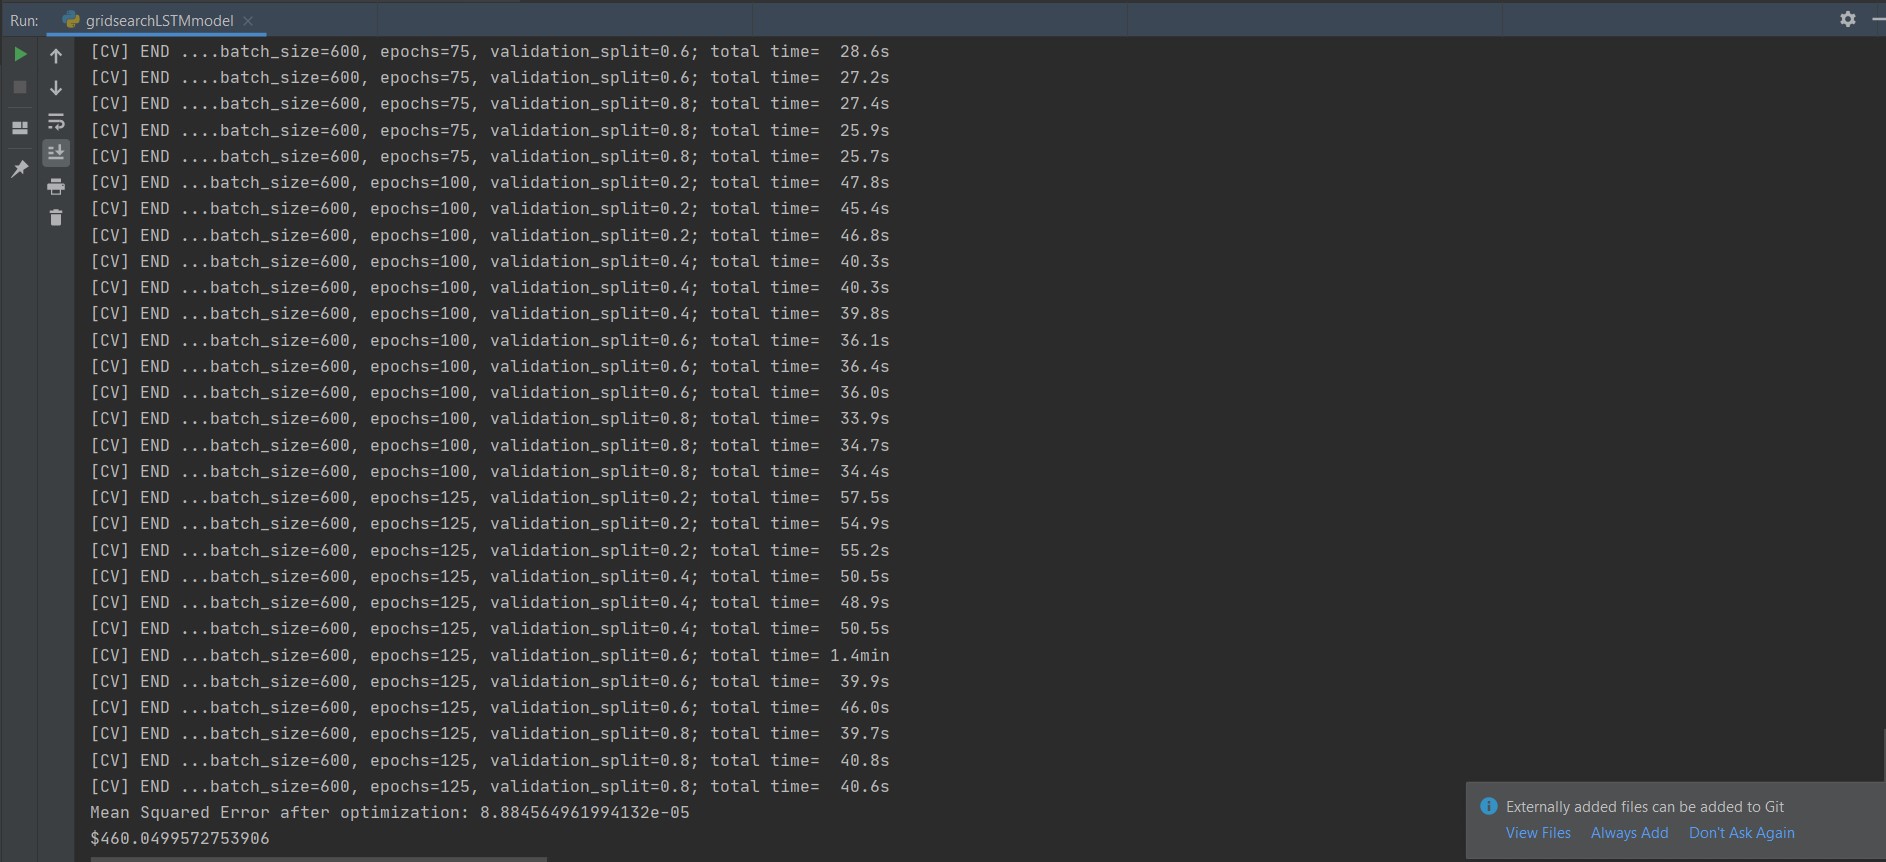 Run: gridsearchLSTMmodel
[CV] END ....batch_size=600, epochs=75, validation_split=0.6; total time=  28.6s
[CV] END ....batch_size=600, epochs=75, validation_split=0.6; total time=  27.2s
[CV] END ....batch_size=600, epochs=75, validation_split=0.8; total time=  27.4s
[CV] END ....batch_size=600, epochs=75, validation_split=0.8; total time=  25.9s
[CV] END ....batch_size=600, epochs=75, validation_split=0.8; total time=  25.7s
[CV] END ...batch_size=600, epochs=100, validation_split=0.2; total time=  47.8s
[CV] END ...batch_size=600, epochs=100, validation_split=0.2; total time=  45.4s
[CV] END ...batch_size=600, epochs=100, validation_split=0.2; total time=  46.8s
[CV] END ...batch_size=600, epochs=100, validation_split=0.4; total time=  40.3s
[CV] END ...batch_size=600, epochs=100, validation_split=0.4; total time=  40.3s
[CV] END ...batch_size=600, epochs=100, validation_split=0.4; total time=  39.8s
[CV] END ...batch_size=600, epochs=100, validation_split=0.6; total time=  36.1s
[CV] END ...batch_size=600, epochs=100, validation_split=0.6; total time=  36.4s
[CV] END ...batch_size=600, epochs=100, validation_split=0.6; total time=  36.0s
[CV] END ...batch_size=600, epochs=100, validation_split=0.8; total time=  33.9s
[CV] END ...batch_size=600, epochs=100, validation_split=0.8; total time=  34.7s
[CV] END ...batch_size=600, epochs=100, validation_split=0.8; total time=  34.4s
[CV] END ...batch_size=600, epochs=125, validation_split=0.2; total time=  57.5s
[CV] END ...batch_size=600, epochs=125, validation_split=0.2; total time=  54.9s
[CV] END ...batch_size=600, epochs=125, validation_split=0.2; total time=  55.2s
[CV] END ...batch_size=600, epochs=125, validation_split=0.4; total time=  50.5s
[CV] END ...batch_size=600, epochs=125, validation_split=0.4; total time=  48.9s
[CV] END ...batch_size=600, epochs=125, validation_split=0.4; total time=  50.5s
[CV] END ...batch_size=600, epochs=125, validation_split=0.6; total time= 1.4min
[CV] END ...batch_size=600, epochs=125, validation_split=0.6; total time=  39.9s
[CV] END ...batch_size=600, epochs=125, validation_split=0.6; total time=  46.0s
[CV] END ...batch_size=600, epochs=125, validation_split=0.8; total time=  39.7s
[CV] END ...batch_size=600, epochs=125, validation_split=0.8; total time=  40.8s
[CV] END ...batch_size=600, epochs=125, validation_split=0.8; total time=  40.6s
Mean Squared Error after optimization: 8.884564961994132e-05
$460.0499572753906
Externally added files can be added to Git
View Files Always Add Don't Ask Again